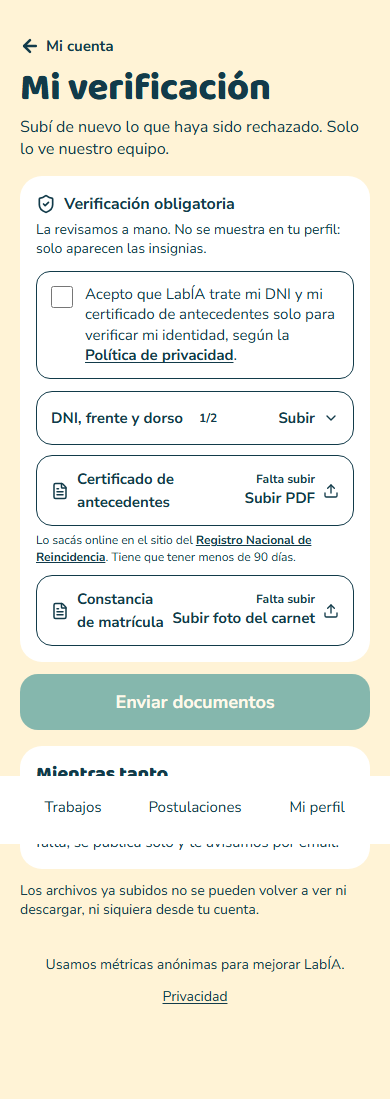 Mi cuenta
Mi verificación
Subí de nuevo lo que haya sido rechazado. Solo
lo ve nuestro equipo.
Verificación obligatoria
La revisamos a mano. No se muestra en tu perfil:
solo aparecen las insignias.
Acepto que LabÍA trate mi DNI y mi
certificado de antecedentes solo para
verificar mi identidad, según la
Política de privacidad.
DNI, frente y dorso 1/2 Subir
Certificado de
antecedentes
Falta subir
Subir PDF
Lo sacás online en el sitio del Registro Nacional de
Reincidencia. Tiene que tener menos de 90 días.
Constancia
de matrícula
Falta subir
Subir foto del carnet
Enviar documentos
Mientras tanto
Trabajos Postulaciones Mi perfil
falta, se publica solo y te avisamos por email.
Los archivos ya subidos no se pueden volver a ver ni
descargar, ni siquiera desde tu cuenta.
Usamos métricas anónimas para mejorar LabÍA.
Privacidad